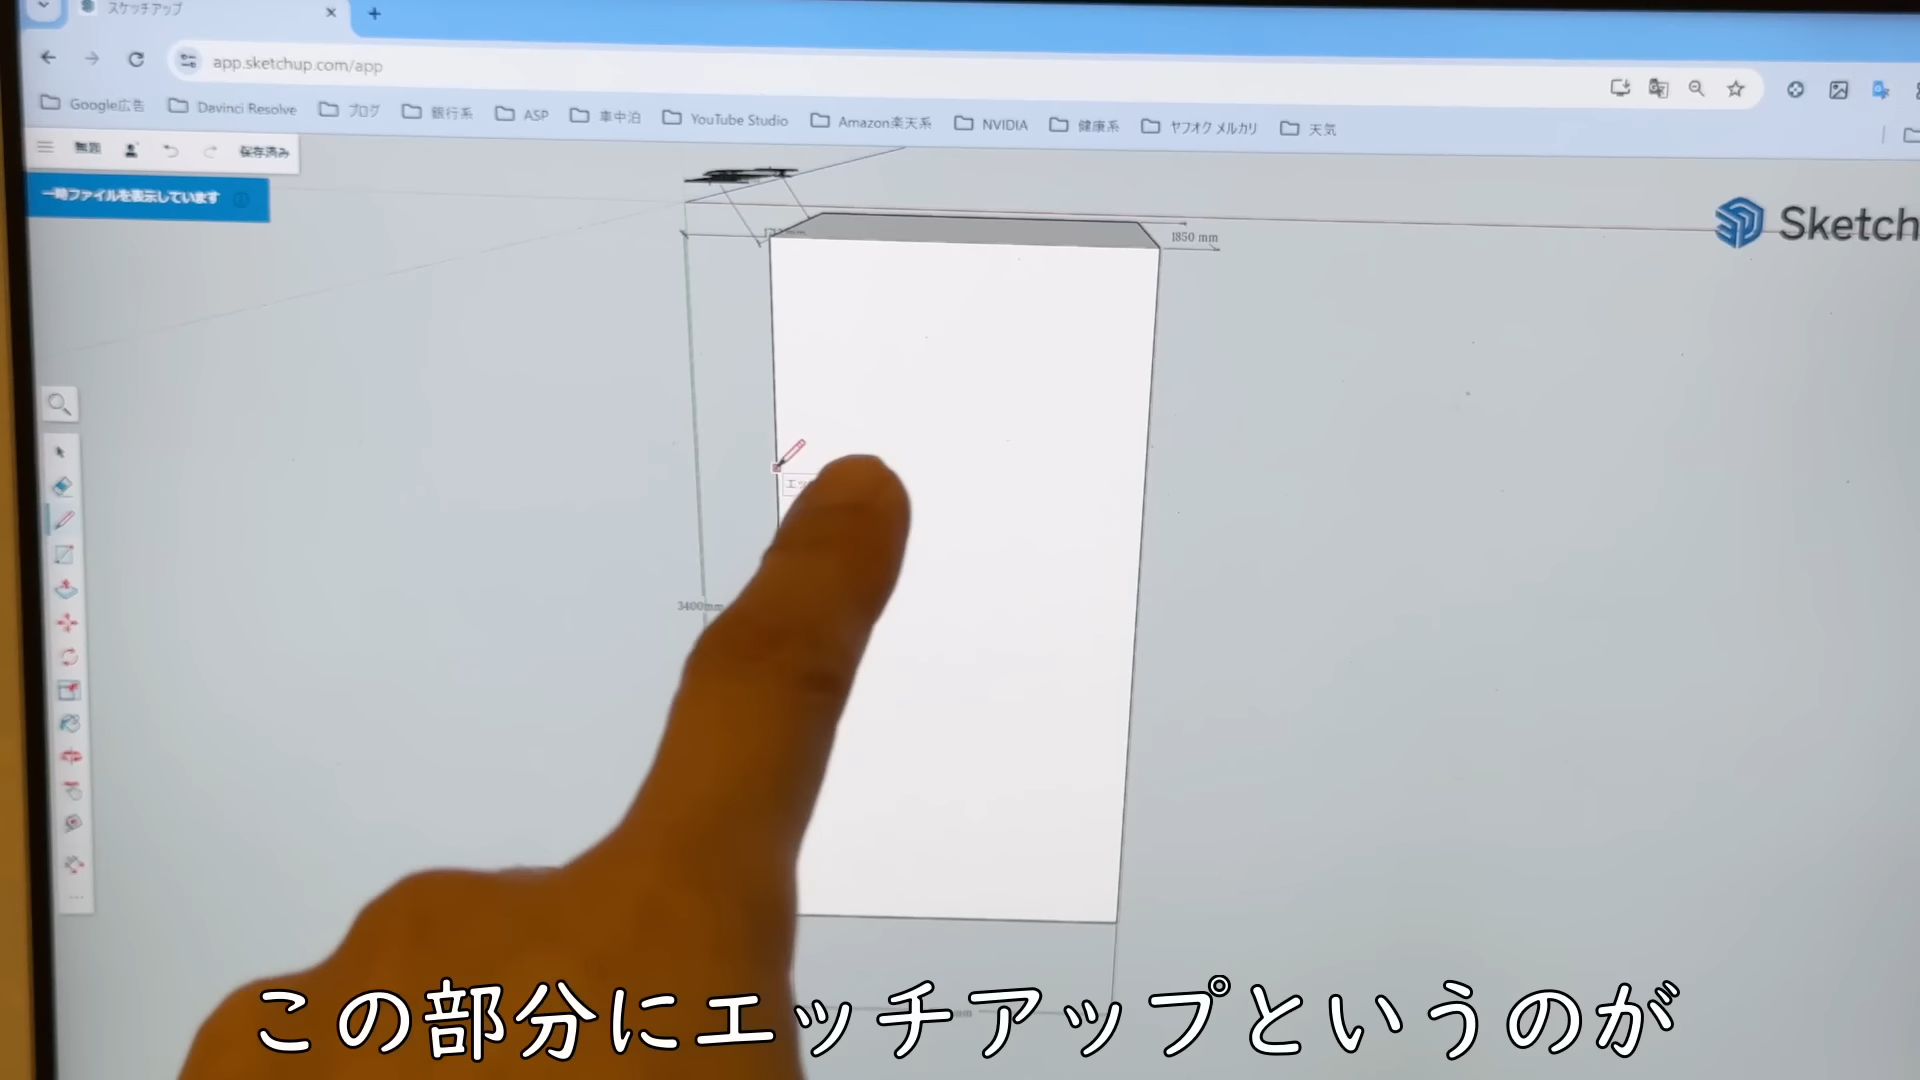 スケッチアップ
app.sketchup.com/app
Google広告 Davinci Resolve ブログ 銀行系 ASP 車中泊 YouTube Studio Amazon楽天系 NVIDIA 健康系 ヤフオク メルカリ 天気
無題 保存済み
一時ファイルを表示しています
Sketch
1850 mm
3400mm
この部分にエッチアップというのが